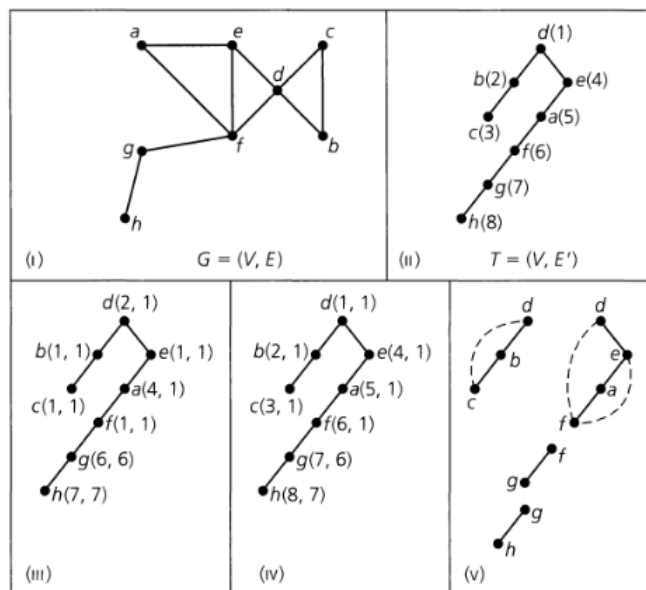 a e c
d
g f b
h
(I) G = (V, E)
d(1)
b(2) e(4)
c(3) a(5)
f(6)
g(7)
h(8)
(II) T = (V, E′)
d(2, 1)
b(1, 1) e(1, 1)
c(1, 1) a(4, 1)
f(1, 1)
g(6, 6)
h(7, 7)
(III)
d(1, 1)
b(2, 1) e(4, 1)
c(3, 1) a(5, 1)
f(6, 1)
g(7, 6)
h(8, 7)
(IV)
d d
b e
c a
f
f
g
g
h
(V)